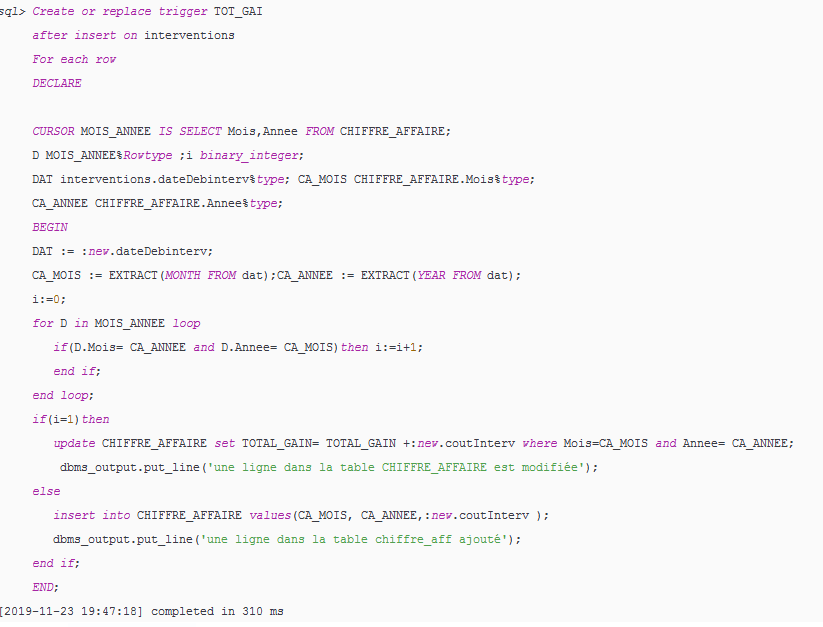 sql> Create or replace trigger TOT_GAI
after insert on interventions
For each row
DECLARE
CURSOR MOIS_ANNEE IS SELECT Mois,Annee FROM CHIFFRE_AFFAIRE;
D MOIS_ANNEE%Rowtype ;i binary_integer;
DAT interventions.dateDebinterv%type; CA_MOIS CHIFFRE_AFFAIRE.Mois%type;
CA_ANNEE CHIFFRE_AFFAIRE.Annee%type;
BEGIN
DAT := :new.dateDebinterv;
CA_MOIS := EXTRACT(MONTH FROM dat);CA_ANNEE := EXTRACT(YEAR FROM dat);
i:=0;
for D in MOIS_ANNEE loop
if(D.Mois= CA_ANNEE and D.Annee= CA_MOIS)then i:=i+1;
end if;
end loop;
if(i=1)then
update CHIFFRE_AFFAIRE set TOTAL_GAIN= TOTAL_GAIN +:new.coutInterv where Mois=CA_MOIS and Annee= CA_ANNEE;
dbms_output.put_line('une ligne dans la table CHIFFRE_AFFAIRE est modifiée');
else
insert into CHIFFRE_AFFAIRE values(CA_MOIS, CA_ANNEE,:new.coutInterv );
dbms_output.put_line('une ligne dans la table chiffre_aff ajouté');
end if;
END;
[2019-11-23 19:47:18] completed in 310 ms